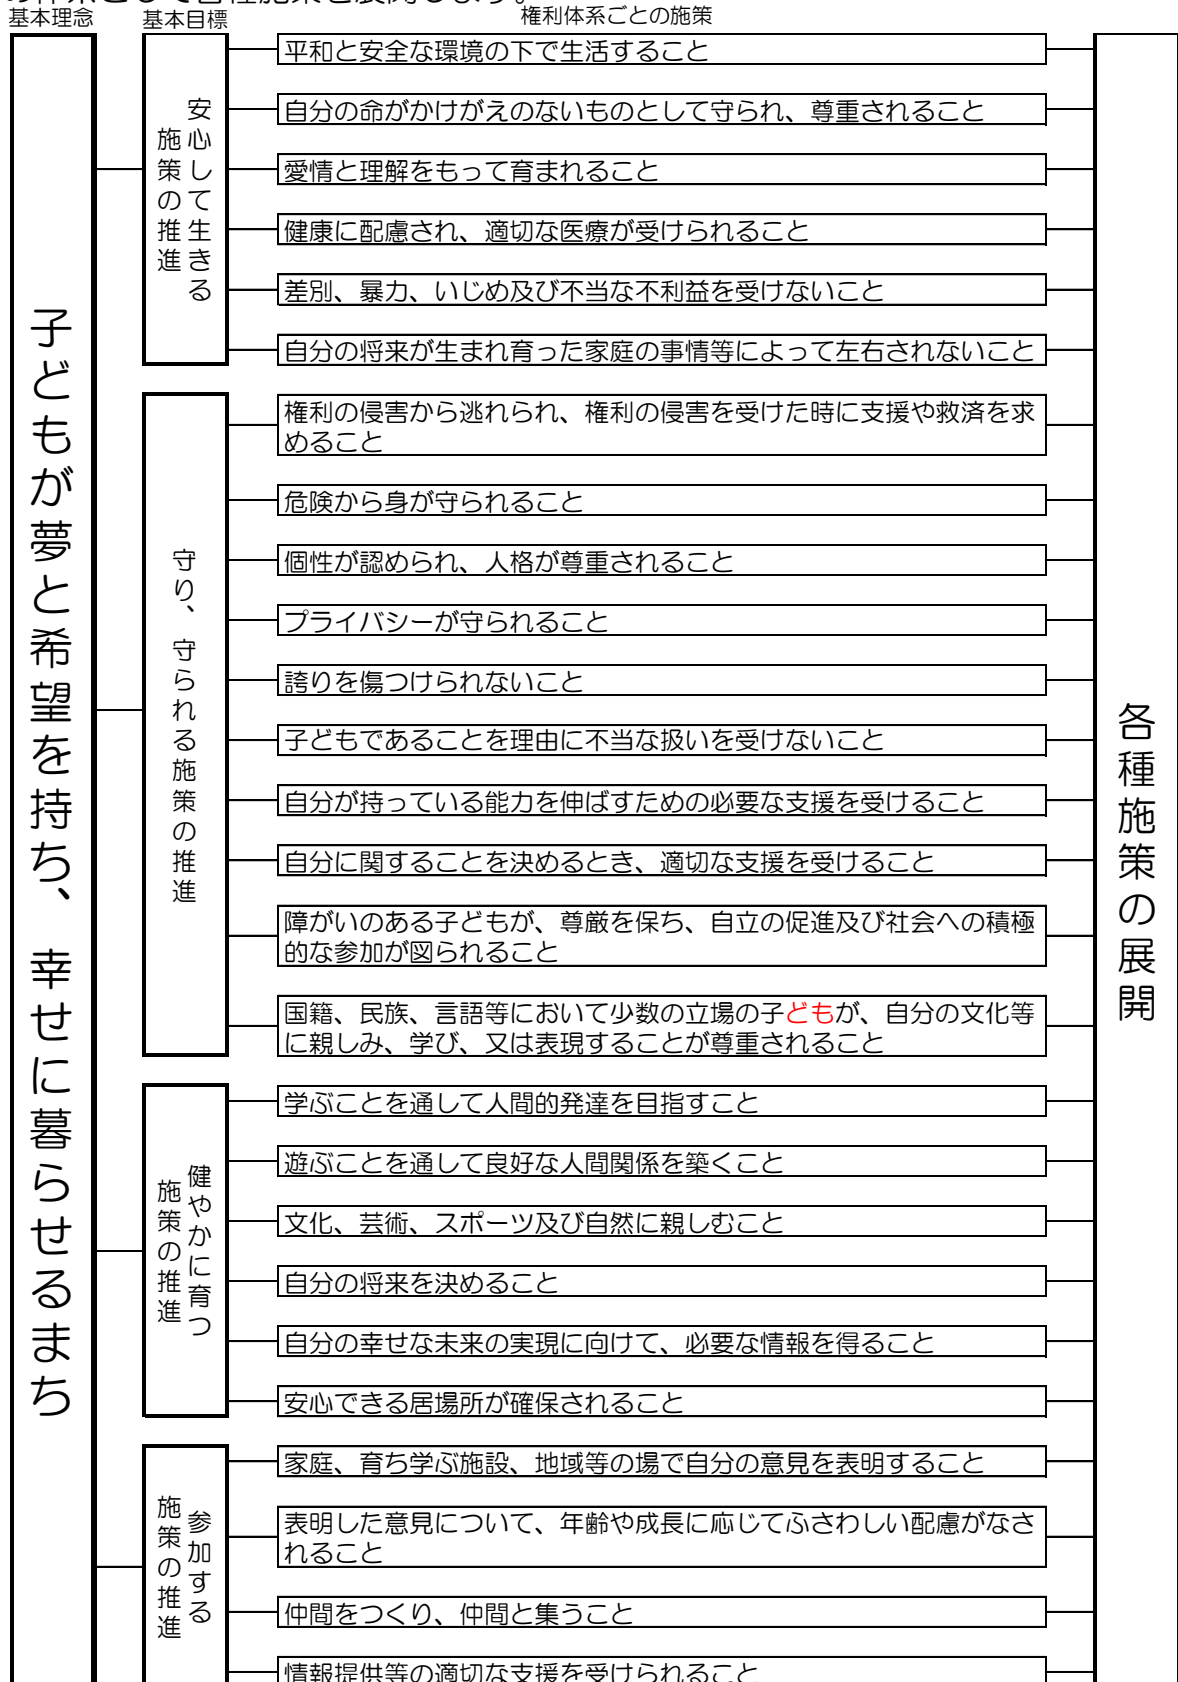 基本理念
基本目標
権利体系ごとの施策
子どもが夢と希望を持ち、幸せに暮らせるまち
安心して生きる
施策の推進
平和と安全な環境の下で生活すること
自分の命がかけがえのないものとして守られ、尊重されること
愛情と理解をもって育まれること
健康に配慮され、適切な医療が受けられること
差別、暴力、いじめ及び不当な不利益を受けないこと
自分の将来が生まれ育った家庭の事情等によって左右されないこと
守り、守られる施策の推進
権利の侵害から逃れられ、権利の侵害を受けた時に支援や救済を求
めること
危険から身が守られること
個性が認められ、人格が尊重されること
プライバシーが守られること
誇りを傷つけられないこと
子どもであることを理由に不当な扱いを受けないこと
自分が持っている能力を伸ばすための必要な支援を受けること
自分に関することを決めるとき、適切な支援を受けること
障がいのある子どもが、尊厳を保ち、自立の促進及び社会への積極
的な参加が図られること
国籍、民族、言語等において少数の立場の子どもが、自分の文化等
に親しみ、学び、又は表現することが尊重されること
健やかに育つ
施策の推進
学ぶことを通して人間的発達を目指すこと
遊ぶことを通して良好な人間関係を築くこと
文化、芸術、スポーツ及び自然に親しむこと
自分の将来を決めること
自分の幸せな未来の実現に向けて、必要な情報を得ること
安心できる居場所が確保されること
参加する
施策の推進
家庭、育ち学ぶ施設、地域等の場で自分の意見を表明すること
表明した意見について、年齢や成長に応じてふさわしい配慮がなさ
れること
仲間をつくり、仲間と集うこと
情報提供等の適切な支援を受けられること
各種施策の展開